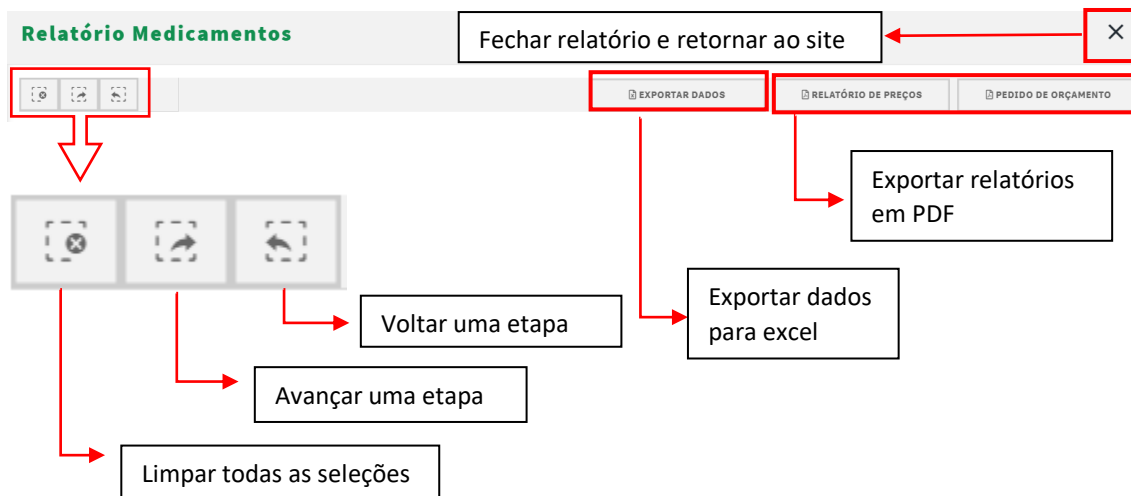 Relatório Medicamentos
Fechar relatório e retornar ao site
EXPORTAR DADOS
RELATÓRIO DE PREÇOS
PEDIDO DE ORÇAMENTO
Exportar relatórios
em PDF
Exportar dados
para excel
Voltar uma etapa
Avançar uma etapa
Limpar todas as seleções